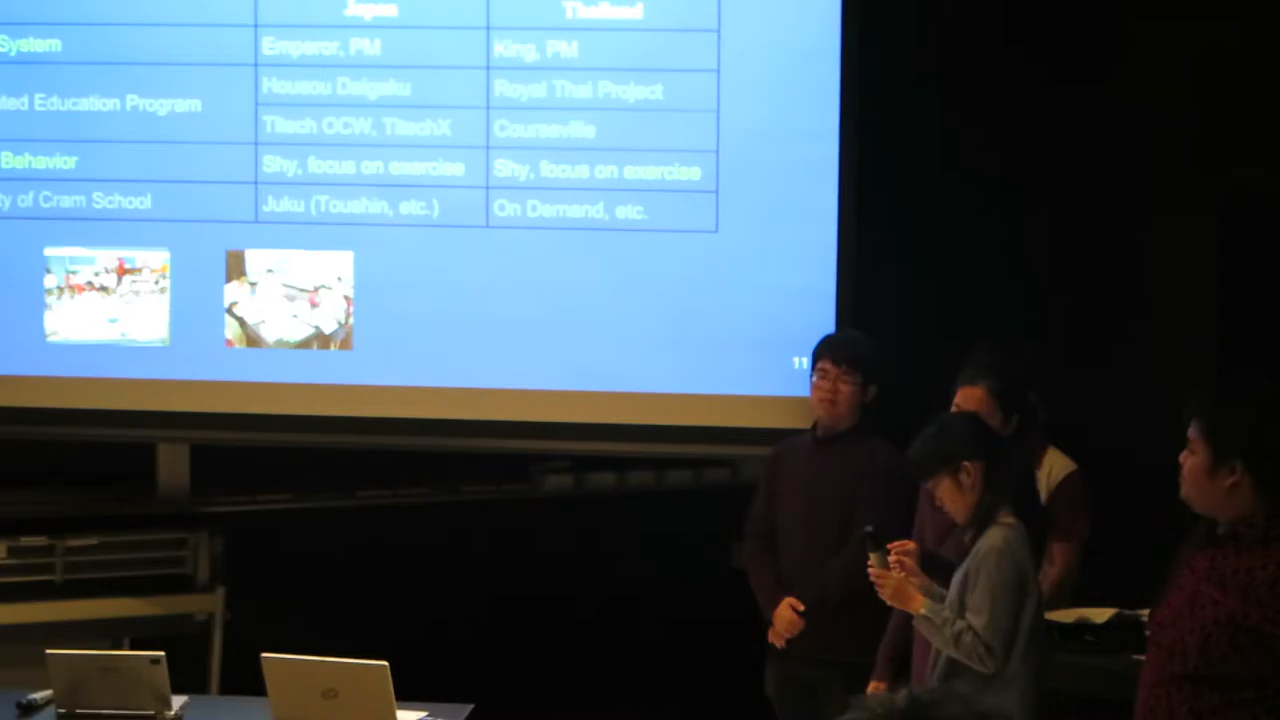 Japan Thailand
System Emperor, PM King, PM
ated Education Program Housou Daigaku Royal Thai Project
Titech OCW, TitechX Courseville
Behavior Shy, focus on exercise Shy, focus on exercise
ty of Cram School Juku (Toushin, etc.) On Demand, etc.
11